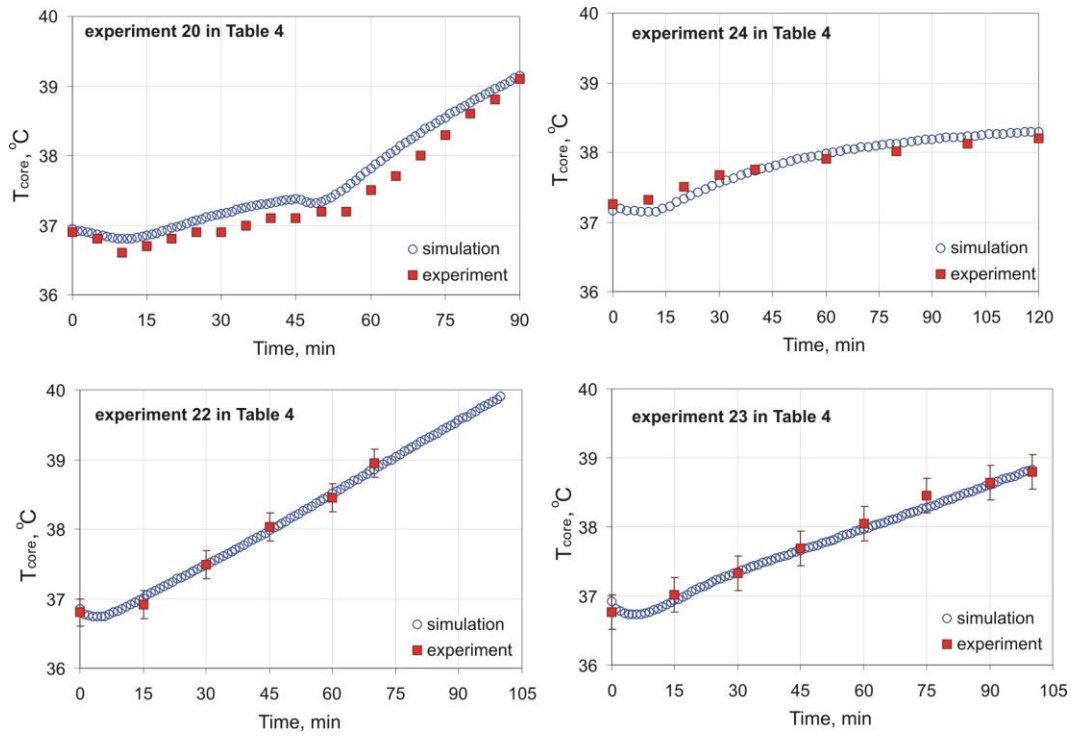 experiment 20 in Table 4
40
39
38
37
36
T core, °C
0 15 30 45 60 75 90
Time, min
simulation
experiment
experiment 24 in Table 4
40
39
38
37
36
T core, °C
0 15 30 45 60 75 90 105 120
Time, min
simulation
experiment
experiment 22 in Table 4
40
39
38
37
36
T core, °C
0 15 30 45 60 75 90 105
Time, min
simulation
experiment
experiment 23 in Table 4
40
39
38
37
36
T core, °C
0 15 30 45 60 75 90 105
Time, min
simulation
experiment